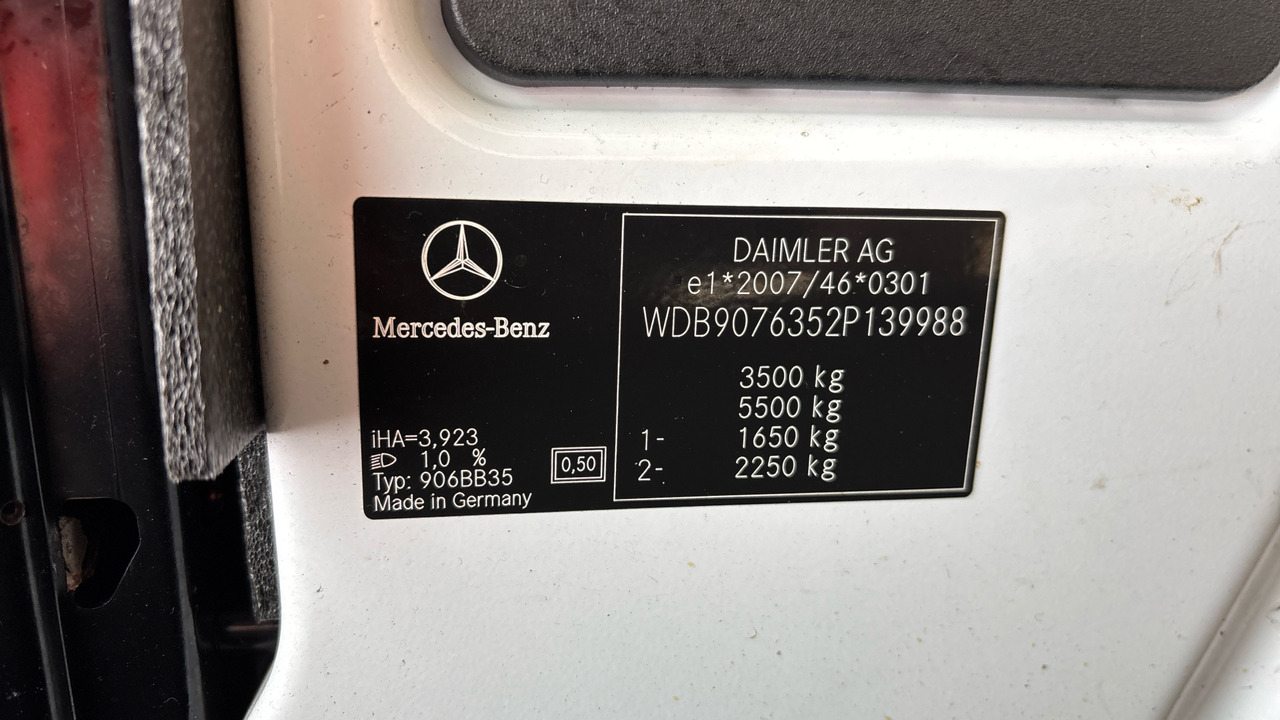 Mercedes-Benz
iHA=3,923
1,0 %
Typ: 906BB35
Made in Germany
0,50
DAIMLER AG
e1*2007/46*0301
WDB9076352P139988
3500 kg
5500 kg
1- 1650 kg
2- 2250 kg